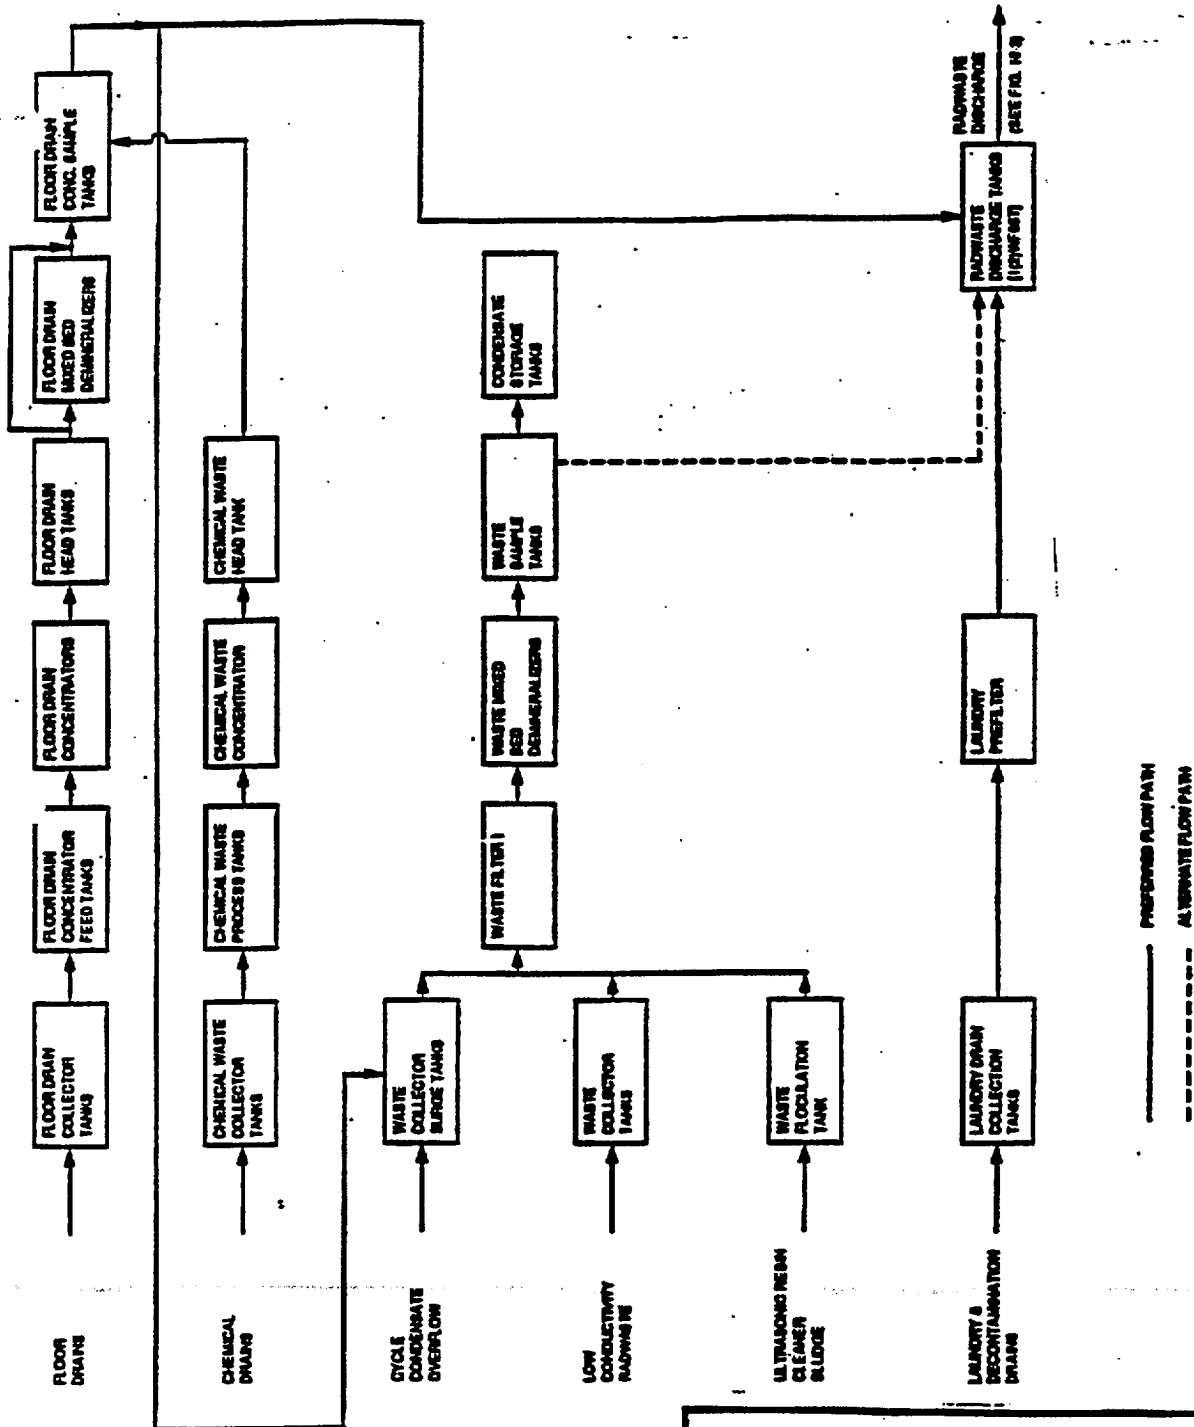 FLOOR
DRAINS
FLOOR DRAIN
COLLECTOR
TANKS
FLOOR DRAIN
CONCENTRATOR
FEED TANKS
FLOOR DRAIN
CONCENTRATORS
FLOOR DRAIN
HEAD TANKS
FLOOR DRAIN
MIXED BED
DEMINERALIZERS
FLOOR DRAIN
CONC. SAMPLE
TANKS
CHEMICAL
DRAINS
CHEMICAL WASTE
COLLECTOR
TANKS
CHEMICAL WASTE
PROCESS TANKS
CHEMICAL WASTE
CONCENTRATOR
CHEMICAL WASTE
HEAD TANK
CYCLE
CONDENSATE
OVERFLOW
WASTE
COLLECTOR
SURGE TANKS
LOW
CONDUCTIVITY
RADWASTE
WASTE
COLLECTOR
TANKS
ULTRASONIC RESIN
CLEANER
SLUDGE
WASTE
FLOCULATION
TANK
WASTE FILTER
WASTE MIXED
BED
DEMINERALIZERS
WASTE
SAMPLE
TANKS
CONDENSATE
STORAGE
TANKS
LAUNDRY &
DECONTAMINATION
DRAINS
LAUNDRY DRAIN
COLLECTION
TANKS
LAUNDRY
PREFILTER
RADWASTE
DISCHARGE TANKS
RADWASTE
DISCHARGE
(SEE FIG.
PREFERRED FLOW PATH
ALTERNATE FLOW PATH